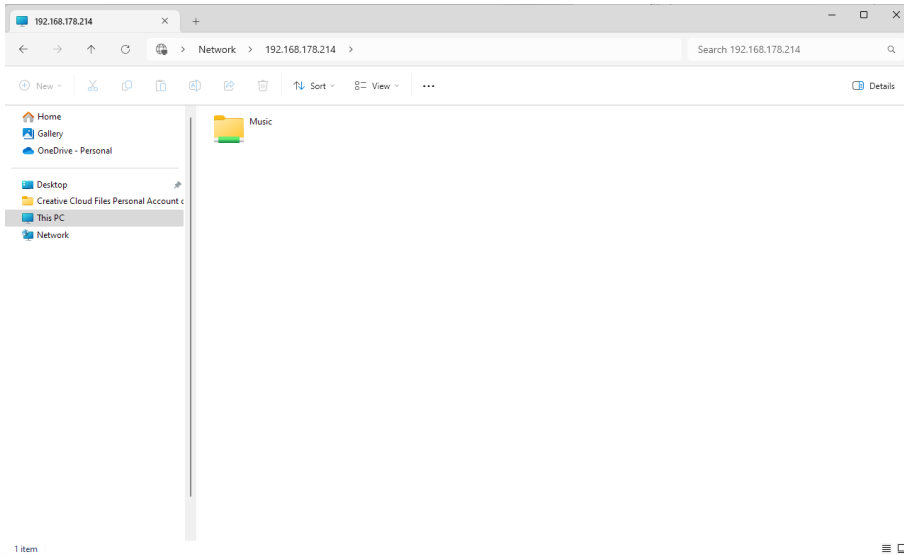 192.168.178.214
Network > 192.168.178.214 >
Search 192.168.178.214
New
Sort
View
Details
Home
Gallery
OneDrive - Personal
Desktop
Creative Cloud Files Personal Account
This PC
Network
Music
1 item